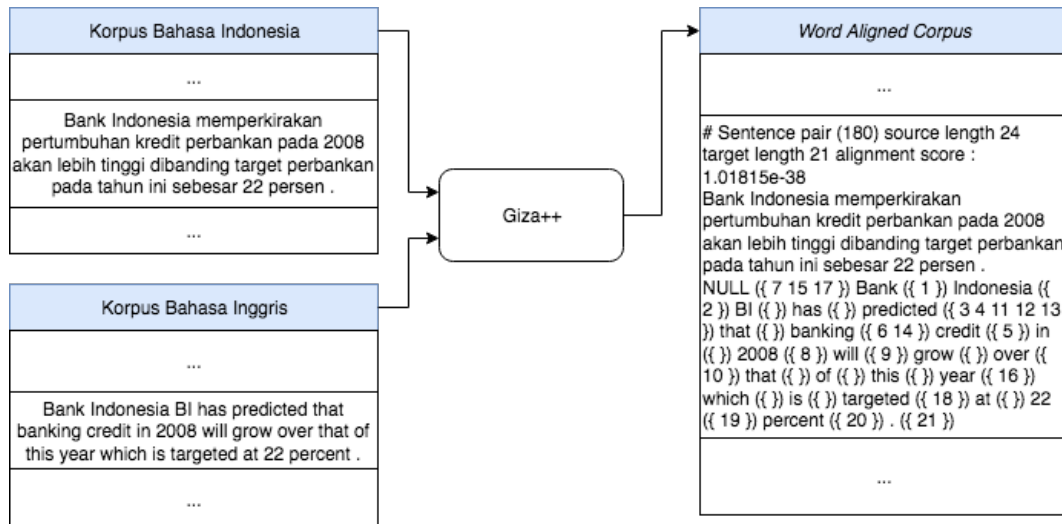 Korpus Bahasa Indonesia
...
Bank Indonesia memperkirakan
pertumbuhan kredit perbankan pada 2008
akan lebih tinggi dibanding target perbankan
pada tahun ini sebesar 22 persen .
...
Korpus Bahasa Inggris
...
Bank Indonesia BI has predicted that
banking credit in 2008 will grow over that of
this year which is targeted at 22 percent .
...
Giza++
Word Aligned Corpus
...
# Sentence pair (180) source length 24
target length 21 alignment score :
1.01815e-38
Bank Indonesia memperkirakan
pertumbuhan kredit perbankan pada 2008
akan lebih tinggi dibanding target perbankan
pada tahun ini sebesar 22 persen .
NULL ({ 7 15 17 }) Bank ({ 1 }) Indonesia ({
2 }) BI ({ }) has ({ }) predicted ({ 3 4 11 12 13
}) that ({ }) banking ({ 6 14 }) credit ({ 5 }) in
({ }) 2008 ({ 8 }) will ({ 9 }) grow ({ }) over ({
10 }) that ({ }) of ({ }) this ({ }) year ({ 16 })
which ({ }) is ({ }) targeted ({ 18 }) at ({ }) 22
({ 19 }) percent ({ 20 }) . ({ 21 })
...